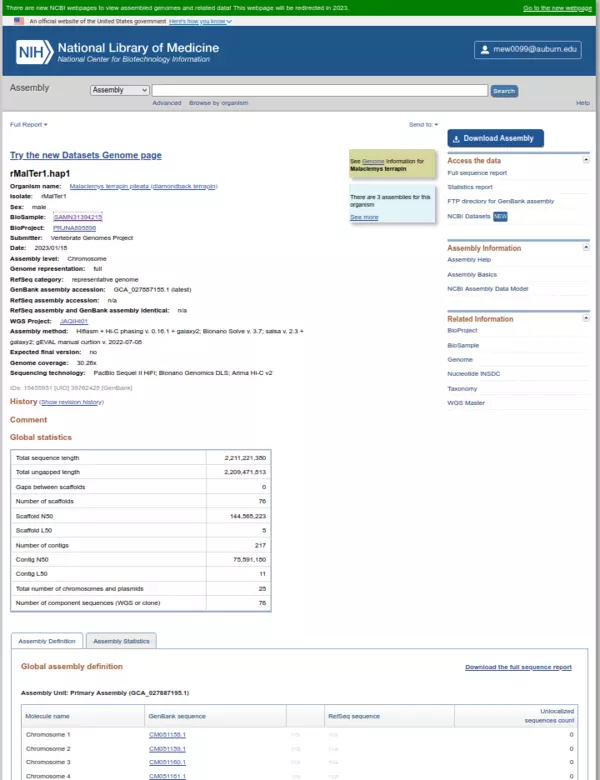 There are new NCBI webpages to view assembled genomes and related data! This webpage will be redirected in 2023. Go to the new webpage
An official website of the United States government Here's how you know
NIH National Library of Medicine
National Center for Biotechnology Information
mew0099@auburn.edu
Assembly Assembly Search
Advanced Browse by organism Help
Full Report Send to:
Download Assembly
Try the new Datasets Genome page
rMalTer1.hap1
Organism name: Malaclemys terrapin pileata (diamondback terrapin)
Isolate: rMalTer1
Sex: male
BioSample: SAMN31394215
BioProject: PRJNA895596
Submitter: Vertebrate Genomes Project
Date: 2023/01/15
Assembly level: Chromosome
Genome representation: full
RefSeq category: representative genome
GenBank assembly accession: GCA_027887155.1 (latest)
RefSeq assembly accession: n/a
RefSeq assembly and GenBank assembly identical: n/a
WGS Project: JAQIHI01
Assembly method: Hifiasm + Hi-C phasing v. 0.16.1 + galaxy2; Bionano Solve v. 3.7; salsa v. 2.3 +
galaxy2; gEVAL manual curtion v. 2022-07-06
Expected final version: no
Genome coverage: 30.26x
Sequencing technology: PacBio Sequel II HiFi; Bionano Genomics DLS; Arima Hi-C v2
IDs: [UID] [GenBank]
History (Show revision history)
Comment
See Genome Information for
Malaclemys terrapin
There are 3 assemblies for this
organism
See more
Access the data
Full sequence report
Statistics report
FTP directory for GenBank assembly
NCBI Datasets NEW
Assembly Information
Assembly Help
Assembly Basics
NCBI Assembly Data Model
Related Information
BioProject
BioSample
Genome
Nucleotide INSDC
Taxonomy
WGS Master
Global statistics
Total sequence length 2,211,221,380
Total ungapped length 2,209,471,513
Gaps between scaffolds 0
Number of scaffolds 76
Scaffold N50 144,565,223
Scaffold L50 5
Number of contigs 217
Contig N50 75,591,180
Contig L50 11
Total number of chromosomes and plasmids 25
Number of component sequences (WGS or clone) 76
Assembly Definition Assembly Statistics
Global assembly definition Download the full sequence report
Assembly Unit: Primary Assembly (GCA_027887195.1)
Molecule name GenBank sequence RefSeq sequence Unlocalized
sequences count
Chromosome 1 CM051158.1 n/a n/a 0
Chromosome 2 CM051159.1 n/a n/a 0
Chromosome 3 CM051160.1 n/a n/a 0
Chromosome 4 CM051161.1 n/a n/a 0